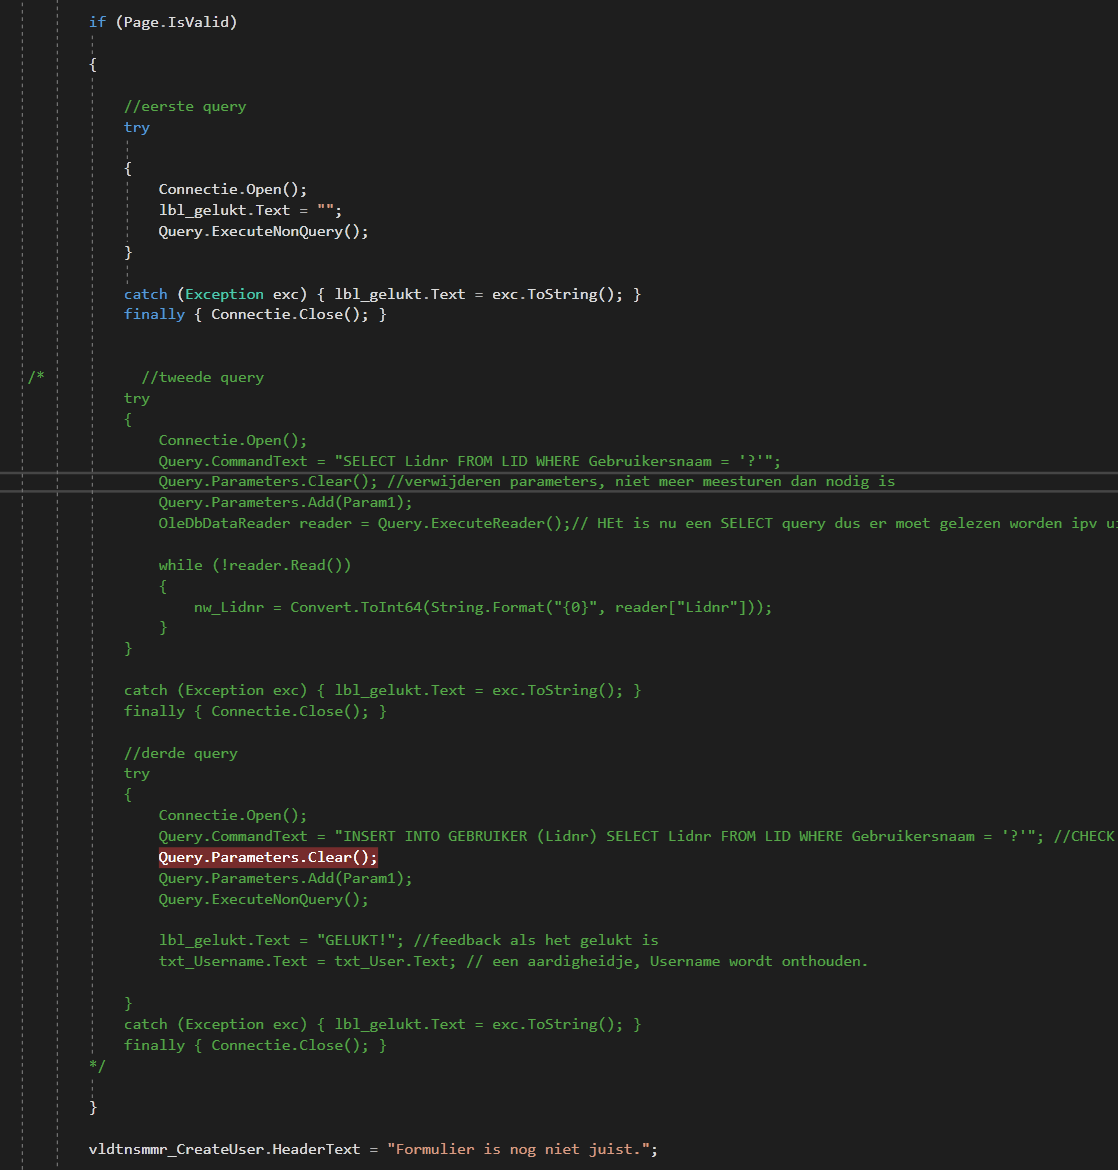 if (Page.IsValid)
{
//eerste query
try
{
Connectie.Open();
lbl_gelukt.Text = "";
Query.ExecuteNonQuery();
}
catch (Exception exc) { lbl_gelukt.Text = exc.ToString(); }
finally { Connectie.Close(); }
/* //tweede query
try
{
Connectie.Open();
Query.CommandText = "SELECT Lidnr FROM LID WHERE Gebruikersnaam = '?'";
Query.Parameters.Clear(); //verwijderen parameters, niet meer meesturen dan nodig is
Query.Parameters.Add(Param1);
OleDbDataReader reader = Query.ExecuteReader();// HEt is nu een SELECT query dus er moet gelezen worden ipv
while (!reader.Read())
{
nw_Lidnr = Convert.ToInt64(String.Format("{0}", reader["Lidnr"]));
}
}
catch (Exception exc) { lbl_gelukt.Text = exc.ToString(); }
finally { Connectie.Close(); }
//derde query
try
{
Connectie.Open();
Query.CommandText = "INSERT INTO GEBRUIKER (Lidnr) SELECT Lidnr FROM LID WHERE Gebruikersnaam = '?'"; //CHECK
Query.Parameters.Clear();
Query.Parameters.Add(Param1);
Query.ExecuteNonQuery();
lbl_gelukt.Text = "GELUKT!"; //feedback als het gelukt is
txt_Username.Text = txt_User.Text; // een aardigheidje, Username wordt onthouden.
}
catch (Exception exc) { lbl_gelukt.Text = exc.ToString(); }
finally { Connectie.Close(); }
*/
}
vldtnsmmr_CreateUser.HeaderText = "Formulier is nog niet juist.";